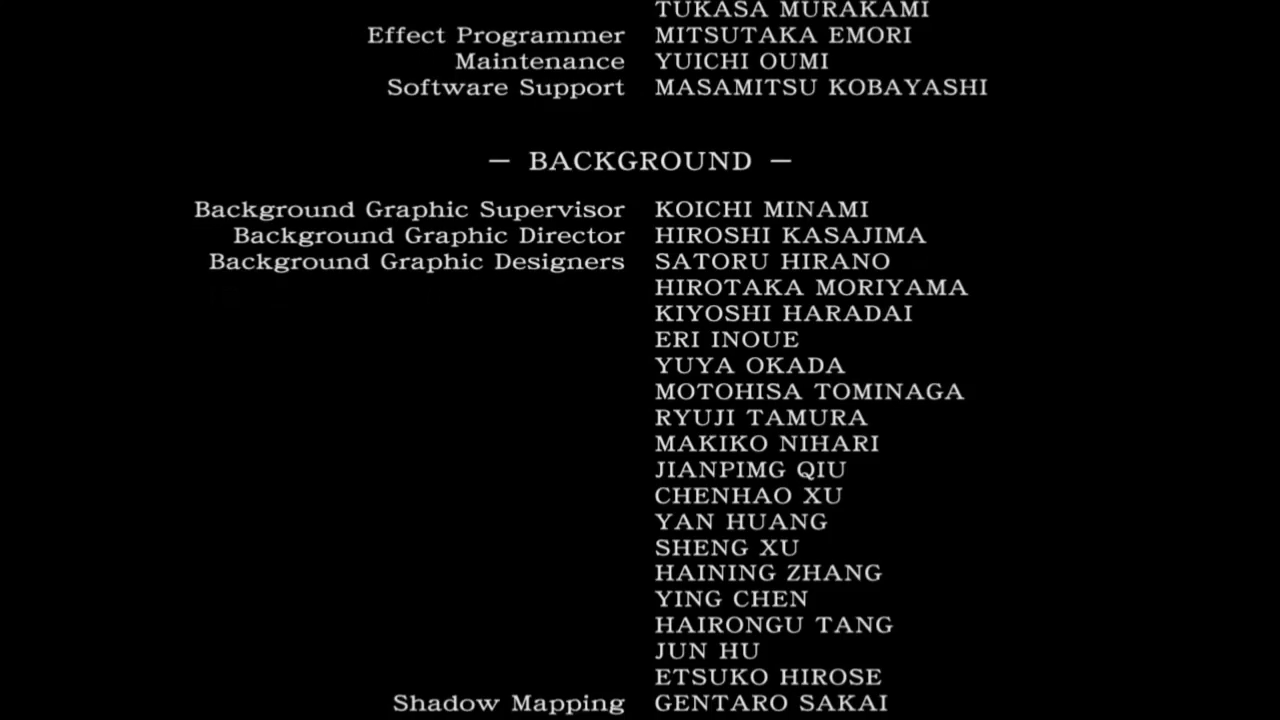 TUKASA MURAKAMI
Effect Programmer MITSUTAKA EMORI
Maintenance YUICHI OUMI
Software Support MASAMITSU KOBAYASHI
— BACKGROUND —
Background Graphic Supervisor KOICHI MINAMI
Background Graphic Director HIROSHI KASAJIMA
Background Graphic Designers SATORU HIRANO
HIROTAKA MORIYAMA
KIYOSHI HARADAI
ERI INOUE
YUYA OKADA
MOTOHISA TOMINAGA
RYUJI TAMURA
MAKIKO NIHARI
JIANPIMG QIU
CHENHAO XU
YAN HUANG
SHENG XU
HAINING ZHANG
YING CHEN
HAIRONGU TANG
JUN HU
ETSUKO HIROSE
Shadow Mapping GENTARO SAKAI